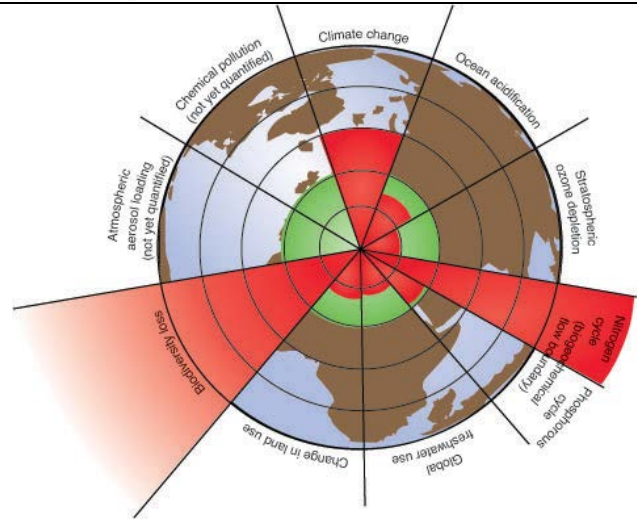 Climate change
Ocean acidification
Stratospheric
ozone depletion
Nitrogen
cycle
(biogeochemical
flow boundary)
Phosphorous
cycle
Global
freshwater use
Change in land use
Biodiversity loss
Atmospheric
aerosol loading
(not yet quantified)
Chemical pollution
(not yet quantified)